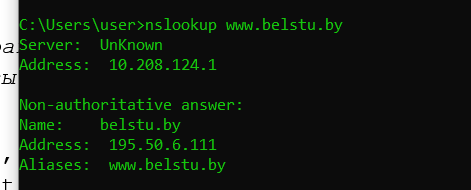 C:\Users\user>nslookup www.belstu.by
Server:  UnKnown
Address:  10.208.124.1

Non-authoritative answer:
Name:    belstu.by
Address:  195.50.6.111
Aliases:  www.belstu.by